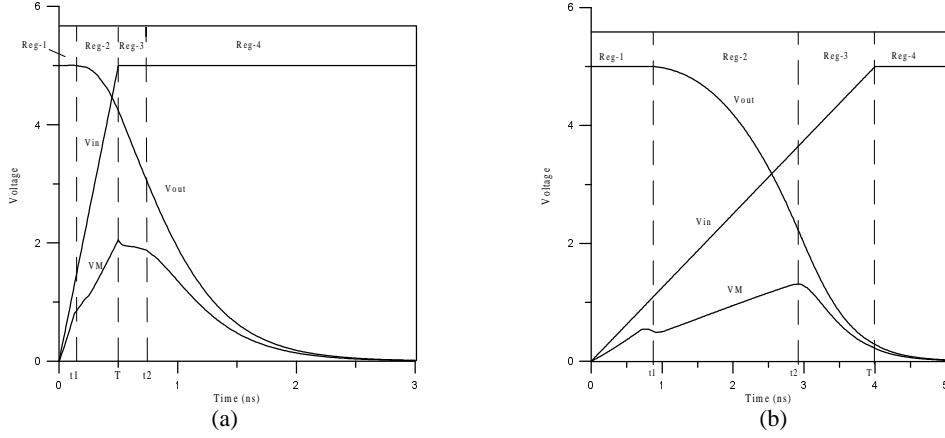 6
Reg-1
Reg-2
Reg-3
Reg-4
4
Vin
Voltage
Vout
2
VM
0
t1
T
t2
0
1
2
3
Time (ns)
(a)
6
Reg-1
Reg-2
Reg-3
Reg-4
Vout
4
Voltage
Vin
2
VM
0
t1
t2
T
0
1
2
3
4
5
Time (ns)
(b)